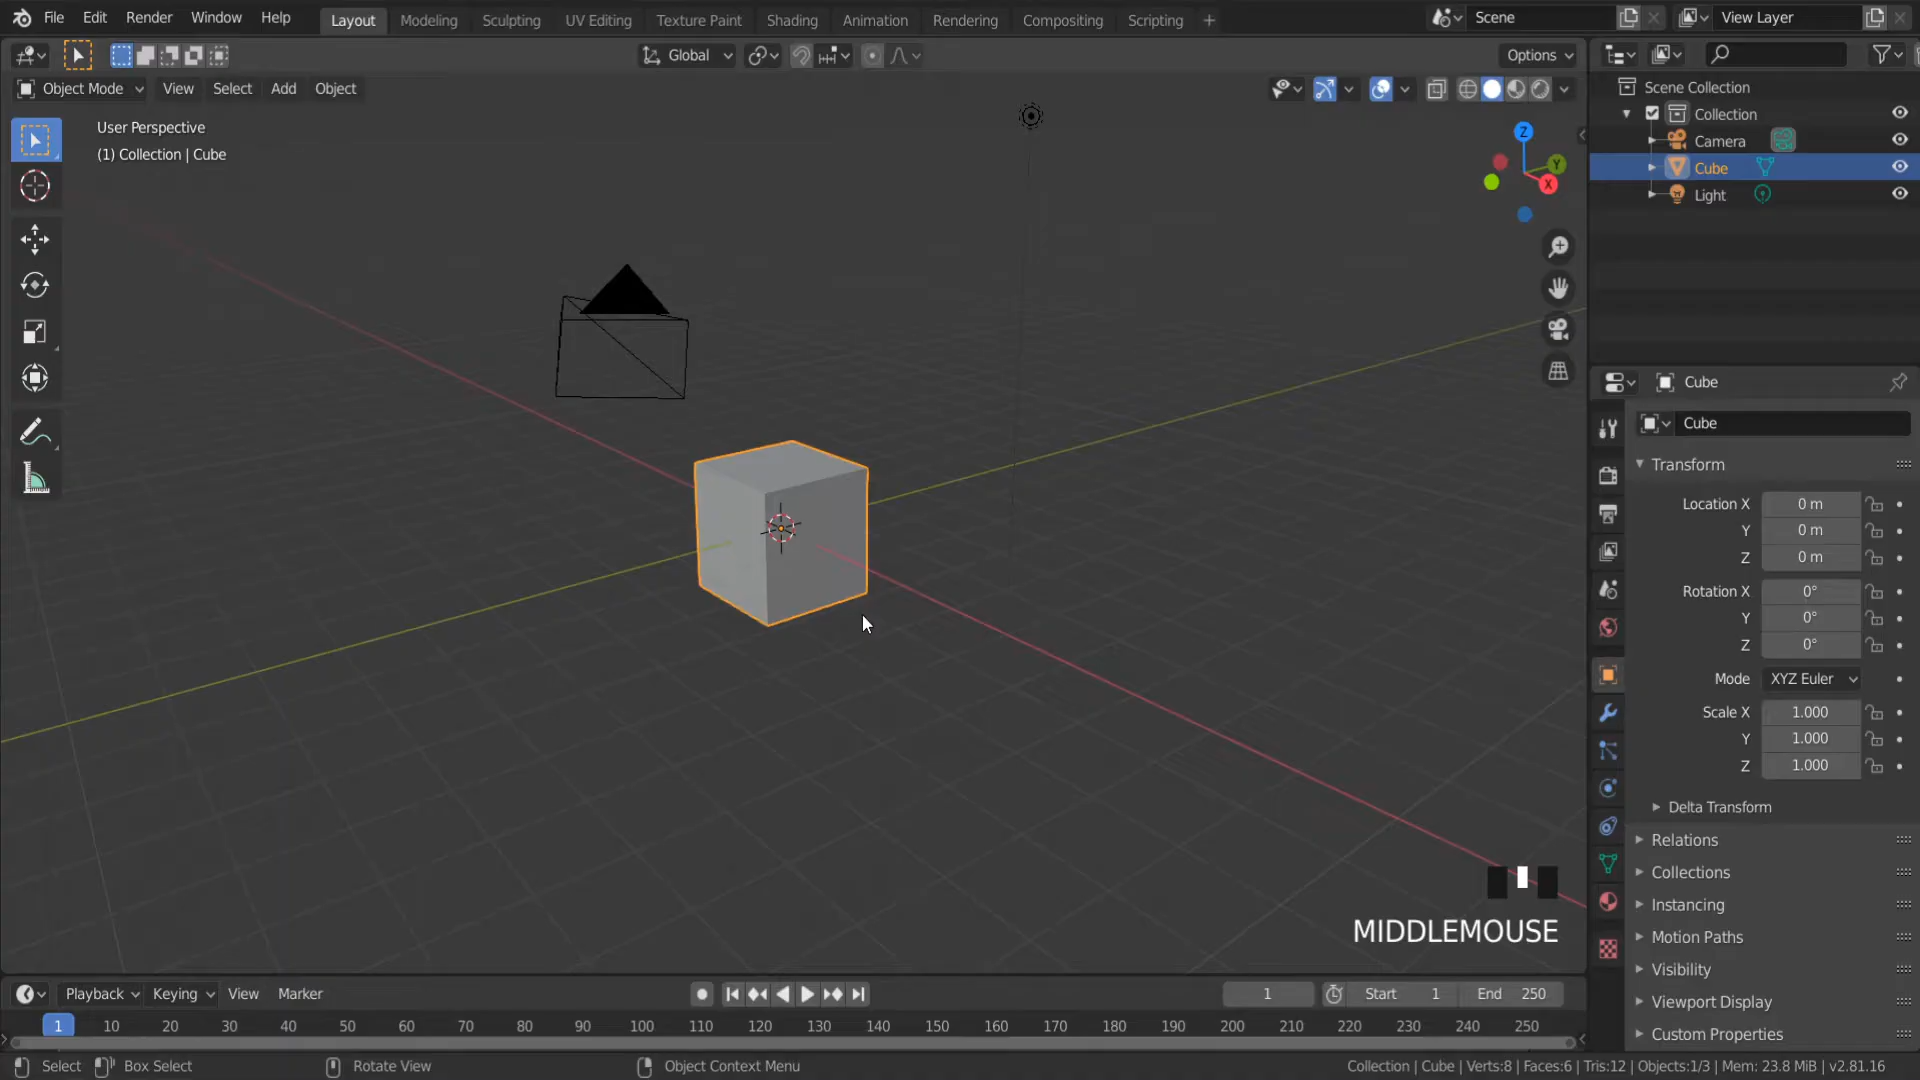 File Edit Render Window Help
Layout Modeling Sculpting UV Editing Texture Paint Shading Animation Rendering Compositing Scripting +
Scene
View Layer
Global
Options
Object Mode View Select Add Object
User Perspective
(1) Collection | Cube
Z
Y
X
Scene Collection
Collection
Camera
Cube
Light
Cube
Cube
Transform
Location X 0 m
Y 0 m
Z 0 m
Rotation X 0°
Y 0°
Z 0°
Mode XYZ Euler
Scale X 1.000
Y 1.000
Z 1.000
Delta Transform
Relations
Collections
Instancing
Motion Paths
Visibility
Viewport Display
Custom Properties
MIDDLEMOUSE
Playback Keying View Marker
1
Start 1
End 250
1 10 20 30 40 50 60 70 80 90 100 110 120 130 140 150 160 170 180 190 200 210 220 230 240 250
Select Box Select Rotate View Object Context Menu
Collection | Cube | Verts:8 | Faces:6 | Tris:12 | Objects:1/3 | Mem: 23.8 MiB | v2.81.16